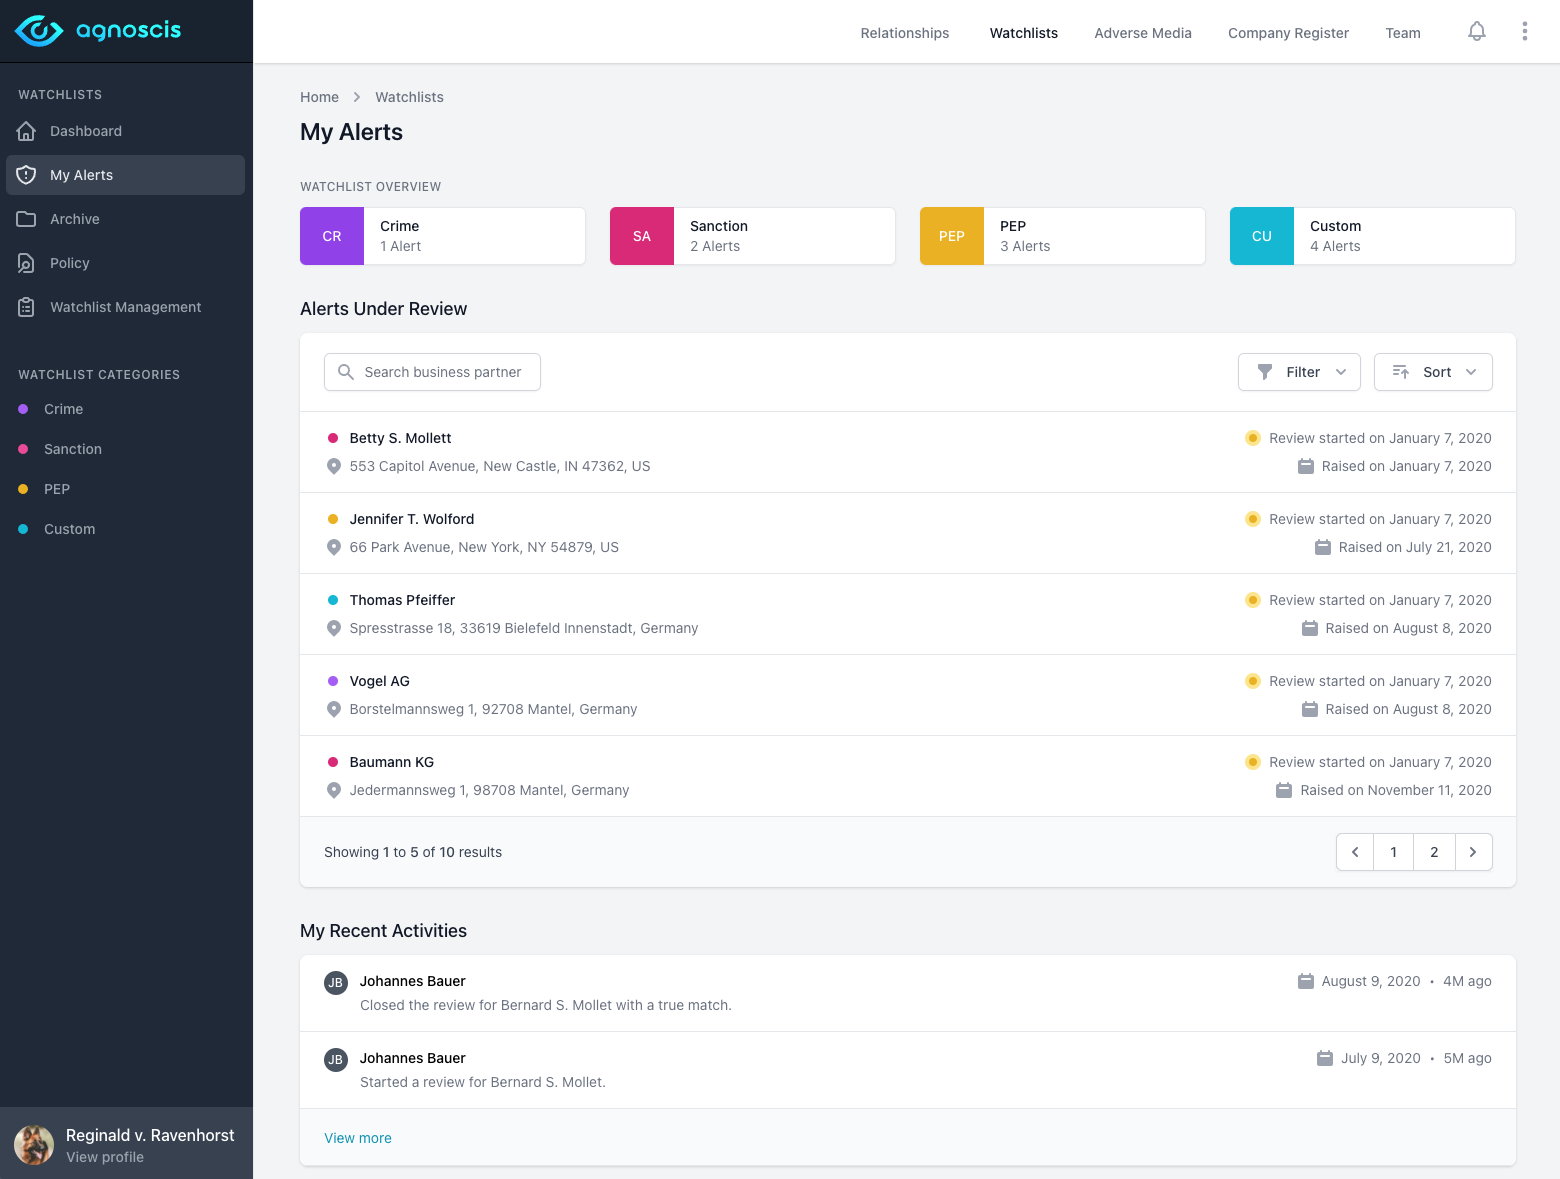 agnoscis
Relationships
Watchlists
Adverse Media
Company Register
Team
WATCHLISTS
Dashboard
My Alerts
Archive
Policy
Watchlist Management
WATCHLIST CATEGORIES
Crime
Sanction
PEP
Custom
Reginald v. Ravenhorst
View profile
Home
Watchlists
My Alerts
WATCHLIST OVERVIEW
CR
Crime
1 Alert
SA
Sanction
2 Alerts
PEP
PEP
3 Alerts
CU
Custom
4 Alerts
Alerts Under Review
Search business partner
Filter
Sort
Betty S. Mollett
Review started on January 7, 2020
553 Capitol Avenue, New Castle, IN 47362, US
Raised on January 7, 2020
Jennifer T. Wolford
Review started on January 7, 2020
66 Park Avenue, New York, NY 54879, US
Raised on July 21, 2020
Thomas Pfeiffer
Review started on January 7, 2020
Spresstrasse 18, 33619 Bielefeld Innenstadt, Germany
Raised on August 8, 2020
Vogel AG
Review started on January 7, 2020
Borstelmannsweg 1, 92708 Mantel, Germany
Raised on August 8, 2020
Baumann KG
Review started on January 7, 2020
Jedermannsweg 1, 98708 Mantel, Germany
Raised on November 11, 2020
Showing 1 to 5 of 10 results
1
2
My Recent Activities
JB
Johannes Bauer
August 9, 2020 • 4M ago
Closed the review for Bernard S. Mollet with a true match.
JB
Johannes Bauer
July 9, 2020 • 5M ago
Started a review for Bernard S. Mollet.
View more